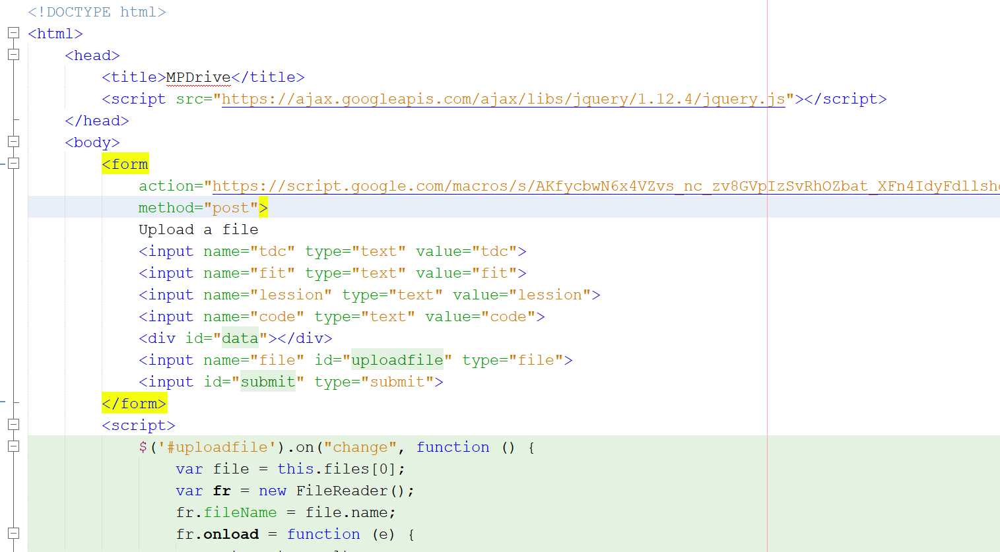 <!DOCTYPE html>
<html>
<head>
<title>MPDrive</title>
<script src="https://ajax.googleapis.com/ajax/libs/jquery/1.12.4/jquery.js"></script>
</head>
<body>
<form
action="https://script.google.com/macros/s/AKfycbwN6x4VZvs_nc_zv8GVpIzSvRhOZbat_XFn4IdyFdllsh
method="post">
Upload a file
<input name="tdc" type="text" value="tdc">
<input name="fit" type="text" value="fit">
<input name="lession" type="text" value="lession">
<input name="code" type="text" value="code">
<div id="data"></div>
<input name="file" id="uploadfile" type="file">
<input id="submit" type="submit">
</form>
<script>
$('#uploadfile').on("change", function () {
var file = this.files[0];
var fr = new FileReader();
fr.fileName = file.name;
fr.onload = function (e) {